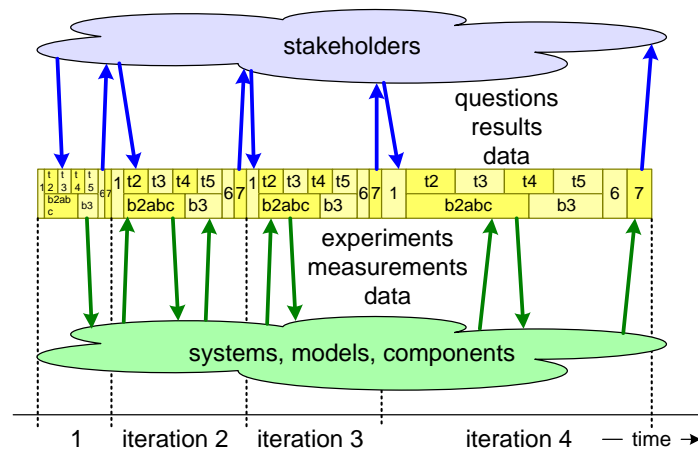 stakeholders
questions
results
data
1 t2 t3 t4 t5 6 7 1 t2 t3 t4 t5 6 7 1 t2 t3 t4 t5 6 7 1 t2 t3 t4 t5 6 7
b2abc b3 b2abc b3 b2abc b3 b2abc b3
experiments
measurements
data
systems, models, components
1 iteration 2 iteration 3 iteration 4 time